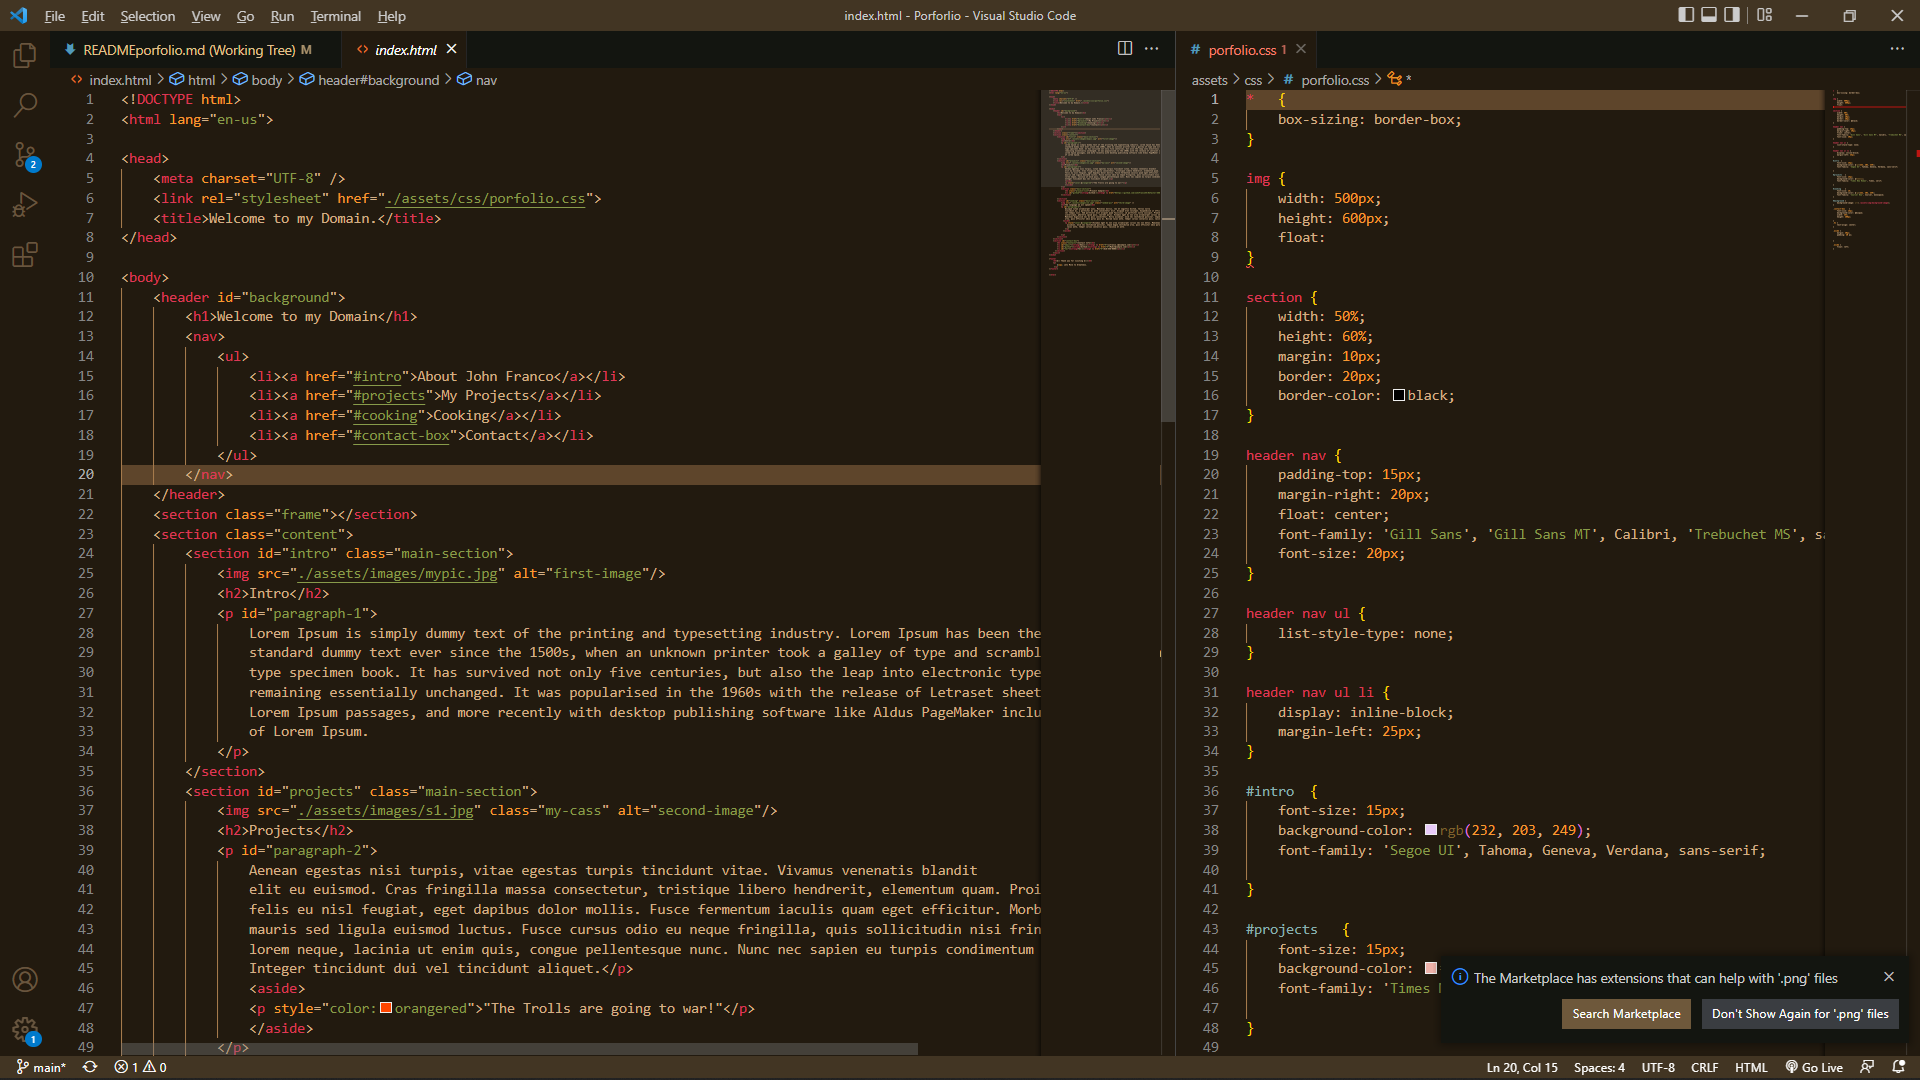 File Edit Selection View Go Run Terminal Help
index.html - Porforlio - Visual Studio Code
READMEporfolio.md (Working Tree) M
index.html
index.html > html > body > header#background > nav
1 <!DOCTYPE html>
2 <html lang="en-us">
3
4 <head>
5 <meta charset="UTF-8" />
6 <link rel="stylesheet" href="./assets/css/porfolio.css">
7 <title>Welcome to my Domain.</title>
8 </head>
9
10 <body>
11 <header id="background">
12 <h1>Welcome to my Domain</h1>
13 <nav>
14 <ul>
15 <li><a href="#intro">About John Franco</a></li>
16 <li><a href="#projects">My Projects</a></li>
17 <li><a href="#cooking">Cooking</a></li>
18 <li><a href="#contact-box">Contact</a></li>
19 </ul>
20 </nav>
21 </header>
22 <section class="frame"></section>
23 <section class="content">
24 <section id="intro" class="main-section">
25 <img src="./assets/images/mypic.jpg" alt="first-image"/>
26 <h2>Intro</h2>
27 <p id="paragraph-1">
28 Lorem Ipsum is simply dummy text of the printing and typesetting industry. Lorem Ipsum has been the
29 standard dummy text ever since the 1500s, when an unknown printer took a galley of type and scrambl
30 type specimen book. It has survived not only five centuries, but also the leap into electronic type
31 remaining essentially unchanged. It was popularised in the 1960s with the release of Letraset sheet
32 Lorem Ipsum passages, and more recently with desktop publishing software like Aldus PageMaker inclu
33 of Lorem Ipsum.
34 </p>
35 </section>
36 <section id="projects" class="main-section">
37 <img src="./assets/images/s1.jpg" class="my-cass" alt="second-image"/>
38 <h2>Projects</h2>
39 <p id="paragraph-2">
40 Aenean egestas nisi turpis, vitae egestas turpis tincidunt vitae. Vivamus venenatis blandit
41 elit eu euismod. Cras fringilla massa consectetur, tristique libero hendrerit, elementum quam. Proi
42 felis eu nisl feugiat, eget dapibus dolor mollis. Fusce fermentum iaculis quam eget efficitur. Morb
43 mauris sed ligula euismod luctus. Fusce cursus odio eu neque fringilla, quis sollicitudin nisi frin
44 lorem neque, lacinia ut enim quis, congue pellentesque nunc. Nunc nec sapien eu turpis condimentum
45 Integer tincidunt dui vel tincidunt aliquet.</p>
46 <aside>
47 <p style="color:orangered">"The Trolls are going to war!"</p>
48 </aside>
49 </p>
porfolio.css 1
assets > css > # porfolio.css > *
1 * {
2 box-sizing: border-box;
3 }
4
5 img {
6 width: 500px;
7 height: 600px;
8 float:
9 }
10
11 section {
12 width: 50%;
13 height: 60%;
14 margin: 10px;
15 border: 20px;
16 border-color: black;
17 }
18
19 header nav {
20 padding-top: 15px;
21 margin-right: 20px;
22 float: center;
23 font-family: 'Gill Sans', 'Gill Sans MT', Calibri, 'Trebuchet MS', sa
24 font-size: 20px;
25 }
26
27 header nav ul {
28 list-style-type: none;
29 }
30
31 header nav ul li {
32 display: inline-block;
33 margin-left: 25px;
34 }
35
36 #intro {
37 font-size: 15px;
38 background-color: rgb(232, 203, 249);
39 font-family: 'Segoe UI', Tahoma, Geneva, Verdana, sans-serif;
40
41 }
42
43 #projects {
44 font-size: 15px;
45 background-color:
46 font-family: 'Times
47
48 }
49
The Marketplace has extensions that can help with '.png' files
Search Marketplace
Don't Show Again for '.png' files
2
1
main* 1 0
Ln 20, Col 15 Spaces: 4 UTF-8 CRLF HTML Go Live